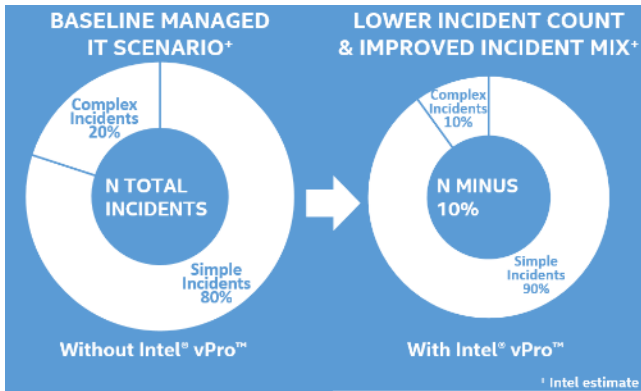 BASELINE MANAGED
IT SCENARIO⁺
Complex
Incidents
20%
N TOTAL
INCIDENTS
Simple
Incidents
80%
Without Intel® vPro™
LOWER INCIDENT COUNT
& IMPROVED INCIDENT MIX⁺
Complex
Incidents
10%
N MINUS
10%
Simple
Incidents
90%
With Intel® vPro™
⁺ Intel estimate